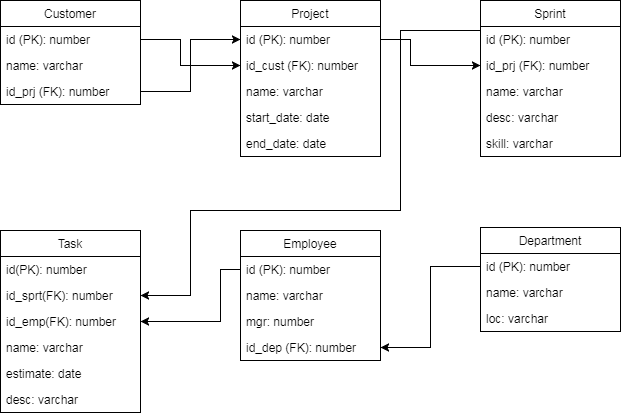 Customer
id (PK): number
name: varchar
id_prj (FK): number
Project
id (PK): number
id_cust (FK): number
name: varchar
start_date: date
end_date: date
Sprint
id (PK): number
id_prj (FK): number
name: varchar
desc: varchar
skill: varchar
Task
id(PK): number
id_sprt(FK): number
id_emp(FK): number
name: varchar
estimate: date
desc: varchar
Employee
id (PK): number
name: varchar
mgr: number
id_dep (FK): number
Department
id (PK): number
name: varchar
loc: varchar